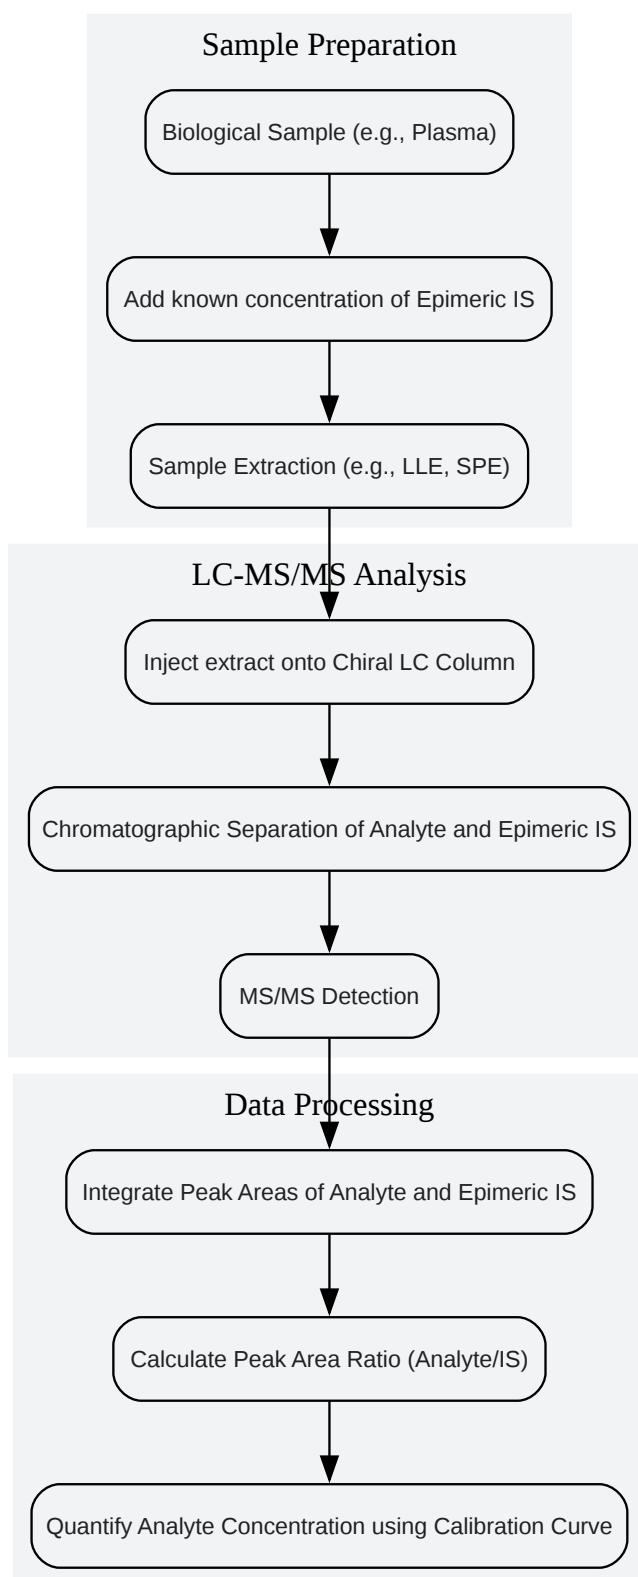 Sample Preparation
Biological Sample (e.g., Plasma)
Add known concentration of Epimeric IS
Sample Extraction (e.g., LLE, SPE)
LC-MS/MS Analysis
Inject extract onto Chiral LC Column
Chromatographic Separation of Analyte and Epimeric IS
MS/MS Detection
Data Processing
Integrate Peak Areas of Analyte and Epimeric IS
Calculate Peak Area Ratio (Analyte/IS)
Quantify Analyte Concentration using Calibration Curve